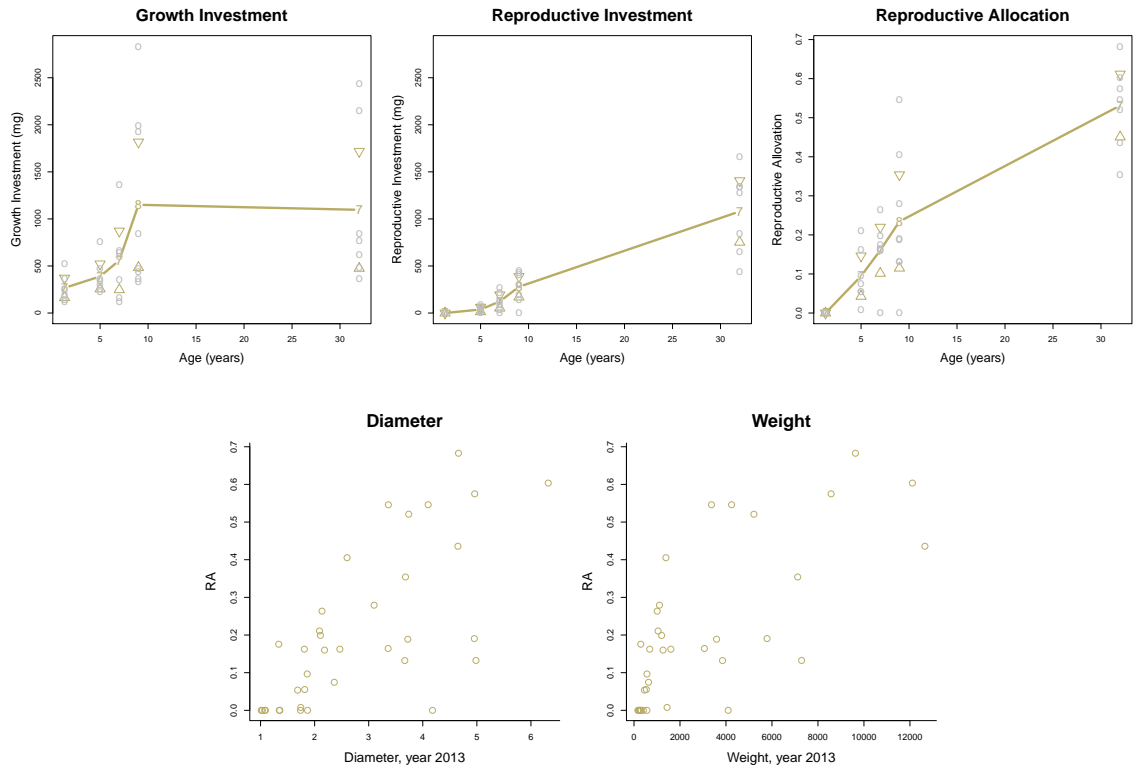 Growth Investment
Reproductive Investment
Reproductive Allocation
Growth Investment (mg)
0 500 1000 1500 2000 2500
7
8
7
5 10 15 20 25 30
Age (years)
Reproductive Investment (mg)
0 500 1000 1500 2000 2500
7
5 10 15 20 25 30
Age (years)
Reproductive Allovation
0.0 0.1 0.2 0.3 0.4 0.5 0.6 0.7
7
8
7
5 10 15 20 25 30
Age (years)
Diameter
Weight
RA
0.0 0.1 0.2 0.3 0.4 0.5 0.6 0.7
1 2 3 4 5 6
Diameter, year 2013
RA
0.0 0.1 0.2 0.3 0.4 0.5 0.6 0.7
0 2000 4000 6000 8000 10000 12000
Weight, year 2013